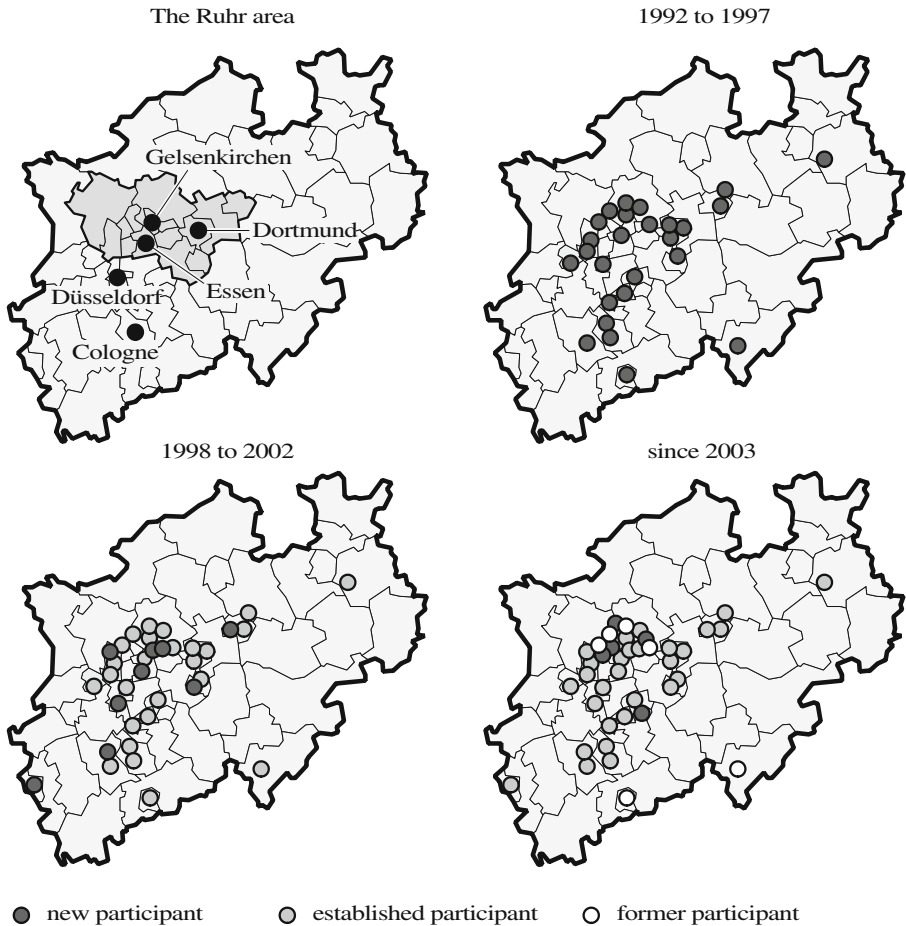 The Ruhr area
1992 to 1997
Gelsenkirchen
Dortmund
Essen
Düsseldorf
Cologne
1998 to 2002
since 2003
new participant
established participant
former participant